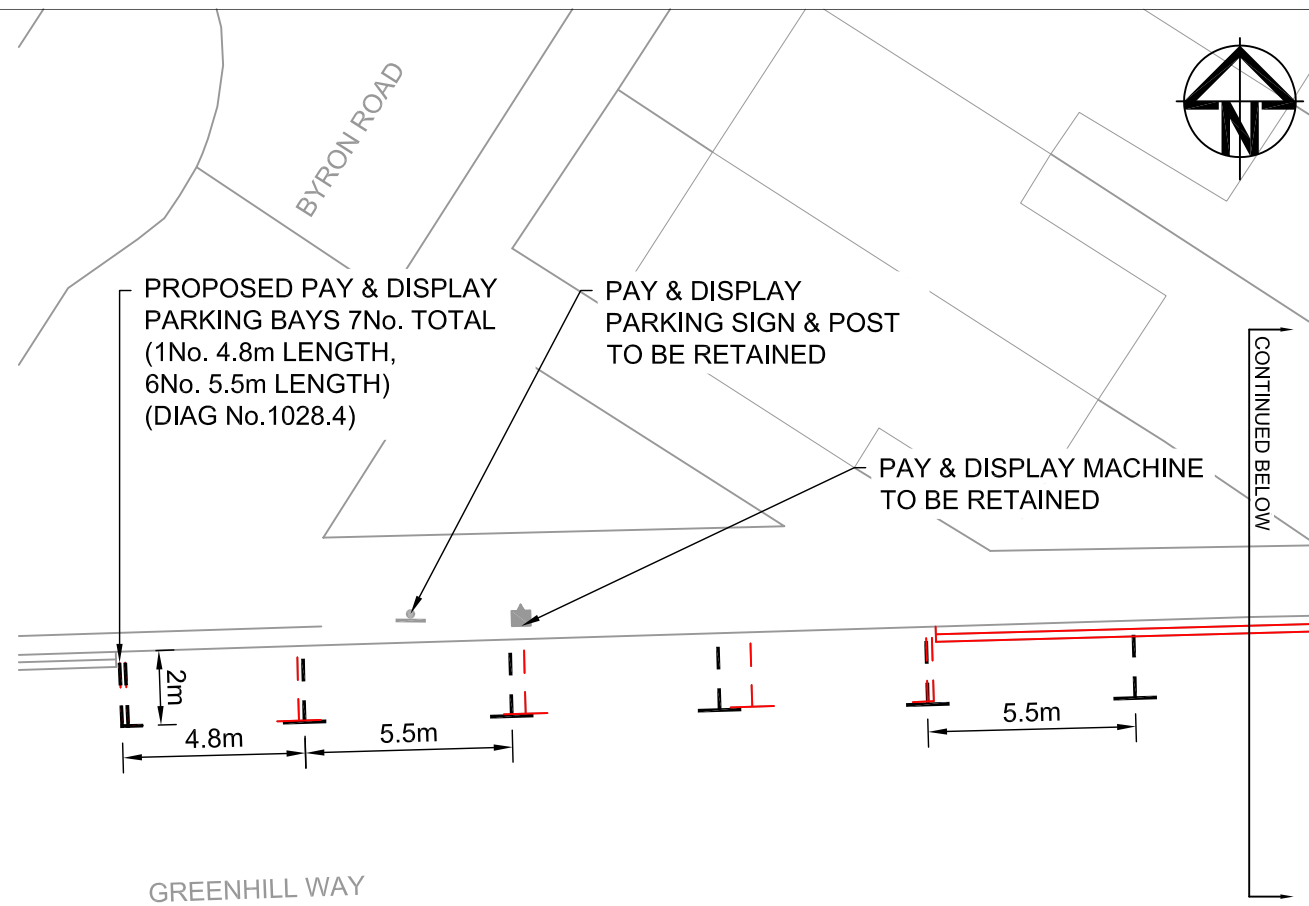 BYRON ROAD
N
PROPOSED PAY & DISPLAY
PARKING BAYS 7No. TOTAL
(1No. 4.8m LENGTH,
6No. 5.5m LENGTH)
(DIAG No.1028.4)
PAY & DISPLAY
PARKING SIGN & POST
TO BE RETAINED
PAY & DISPLAY MACHINE
TO BE RETAINED
CONTINUED BELOW
2m
4.8m
5.5m
5.5m
GREENHILL WAY